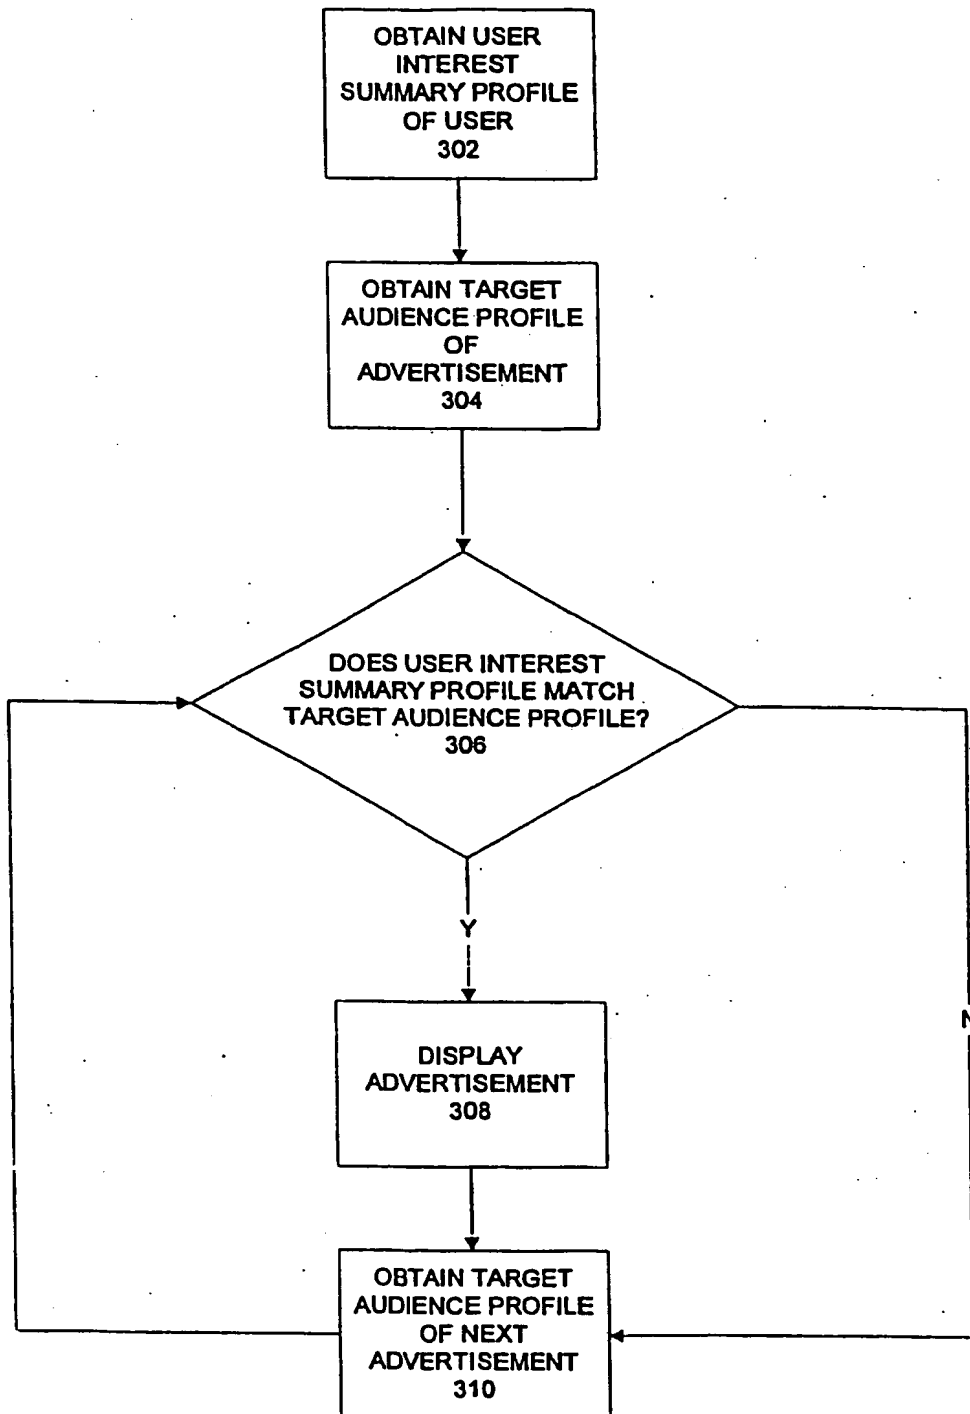 OBTAIN USER
INTEREST
SUMMARY PROFILE
OF USER
302
OBTAIN TARGET
AUDIENCE PROFILE
OF
ADVERTISEMENT
304
DOES USER INTEREST
SUMMARY PROFILE MATCH
TARGET AUDIENCE PROFILE?
306
Y
N
DISPLAY
ADVERTISEMENT
308
OBTAIN TARGET
AUDIENCE PROFILE
OF NEXT
ADVERTISEMENT
310